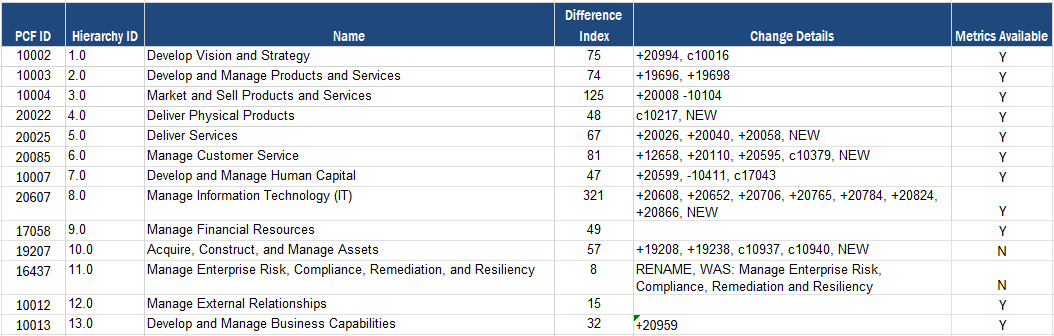 PCF ID Hierarchy ID Name Difference Index Change Details Metrics Available
10002 1.0 Develop Vision and Strategy 75 +20994, c10016 Y
10003 2.0 Develop and Manage Products and Services 74 +19696, +19698 Y
10004 3.0 Market and Sell Products and Services 125 +20008 -10104 Y
20022 4.0 Deliver Physical Products 48 c10217, NEW Y
20025 5.0 Deliver Services 67 +20026, +20040, +20058, NEW Y
20085 6.0 Manage Customer Service 81 +12658, +20110, +20595, c10379, NEW Y
10007 7.0 Develop and Manage Human Capital 47 +20599, -10411, c17043 Y
20607 8.0 Manage Information Technology (IT) 321 +20608, +20652, +20706, +20765, +20784, +20824,
+20866, NEW Y
17058 9.0 Manage Financial Resources 49 Y
19207 10.0 Acquire, Construct, and Manage Assets 57 +19208, +19238, c10937, c10940, NEW N
16437 11.0 Manage Enterprise Risk, Compliance, Remediation, and Resiliency 8 RENAME, WAS: Manage Enterprise Risk,
Compliance, Remediation and Resiliency N
10012 12.0 Manage External Relationships 15 Y
10013 13.0 Develop and Manage Business Capabilities 32 +20959 Y